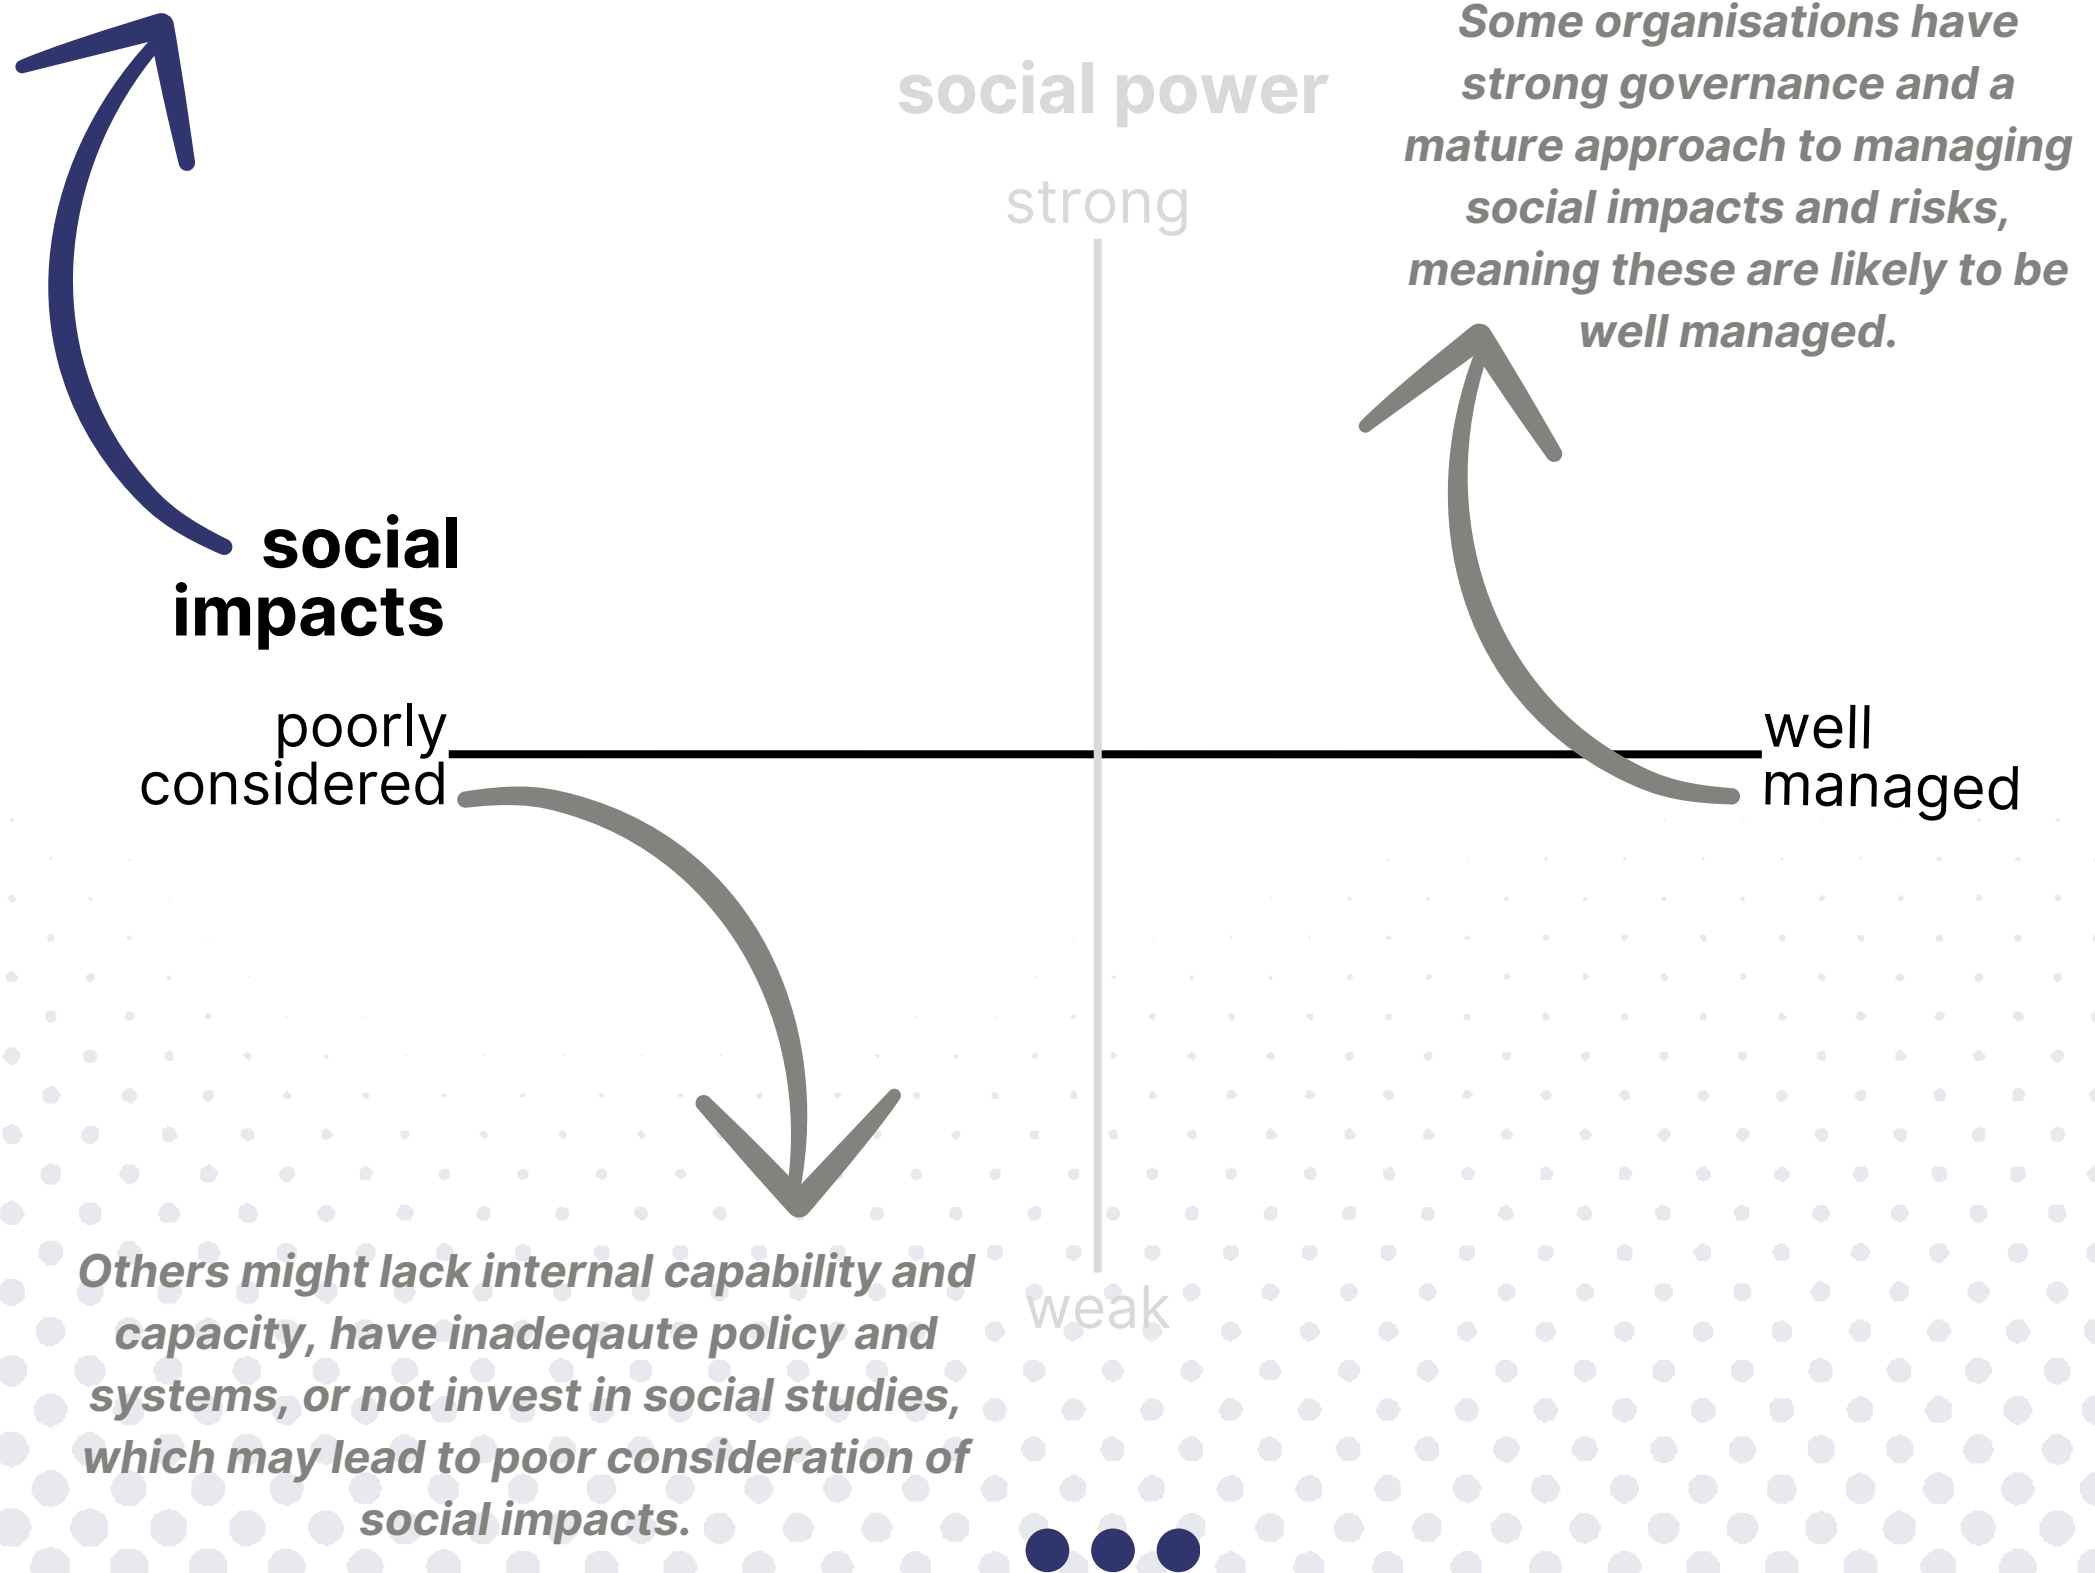 Some organisations have
strong governance and a
mature approach to managing
social impacts and risks,
meaning these are likely to be
well managed.
social power
strong
social
impacts
poorly
considered
well
managed
weak
Others might lack internal capability and
capacity, have inadeqaute policy and
systems, or not invest in social studies,
which may lead to poor consideration of
social impacts.